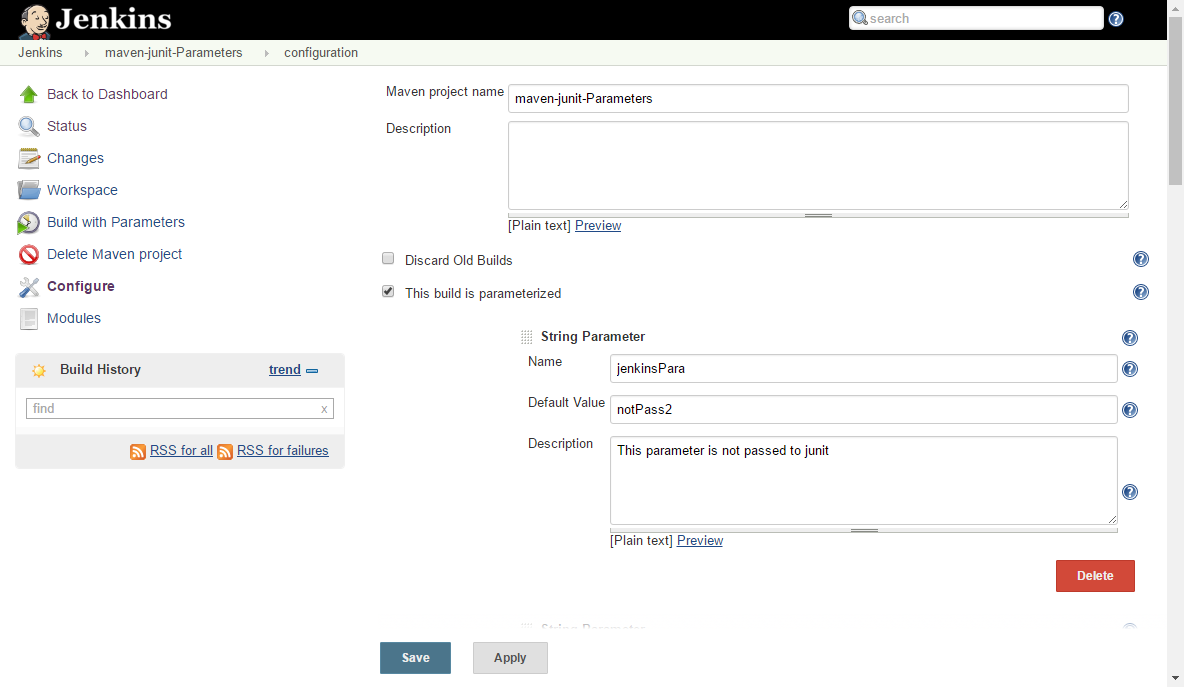 Jenkins
search
Jenkins maven-junit-Parameters configuration
Back to Dashboard
Status
Changes
Workspace
Build with Parameters
Delete Maven project
Configure
Modules
Build History trend
find x
RSS for all RSS for failures
Maven project name maven-junit-Parameters
Description
[Plain text] Preview
Discard Old Builds
This build is parameterized
String Parameter
Name jenkinsPara
Default Value notPass2
Description This parameter is not passed to junit
[Plain text] Preview
Delete
String Parameter
Save Apply